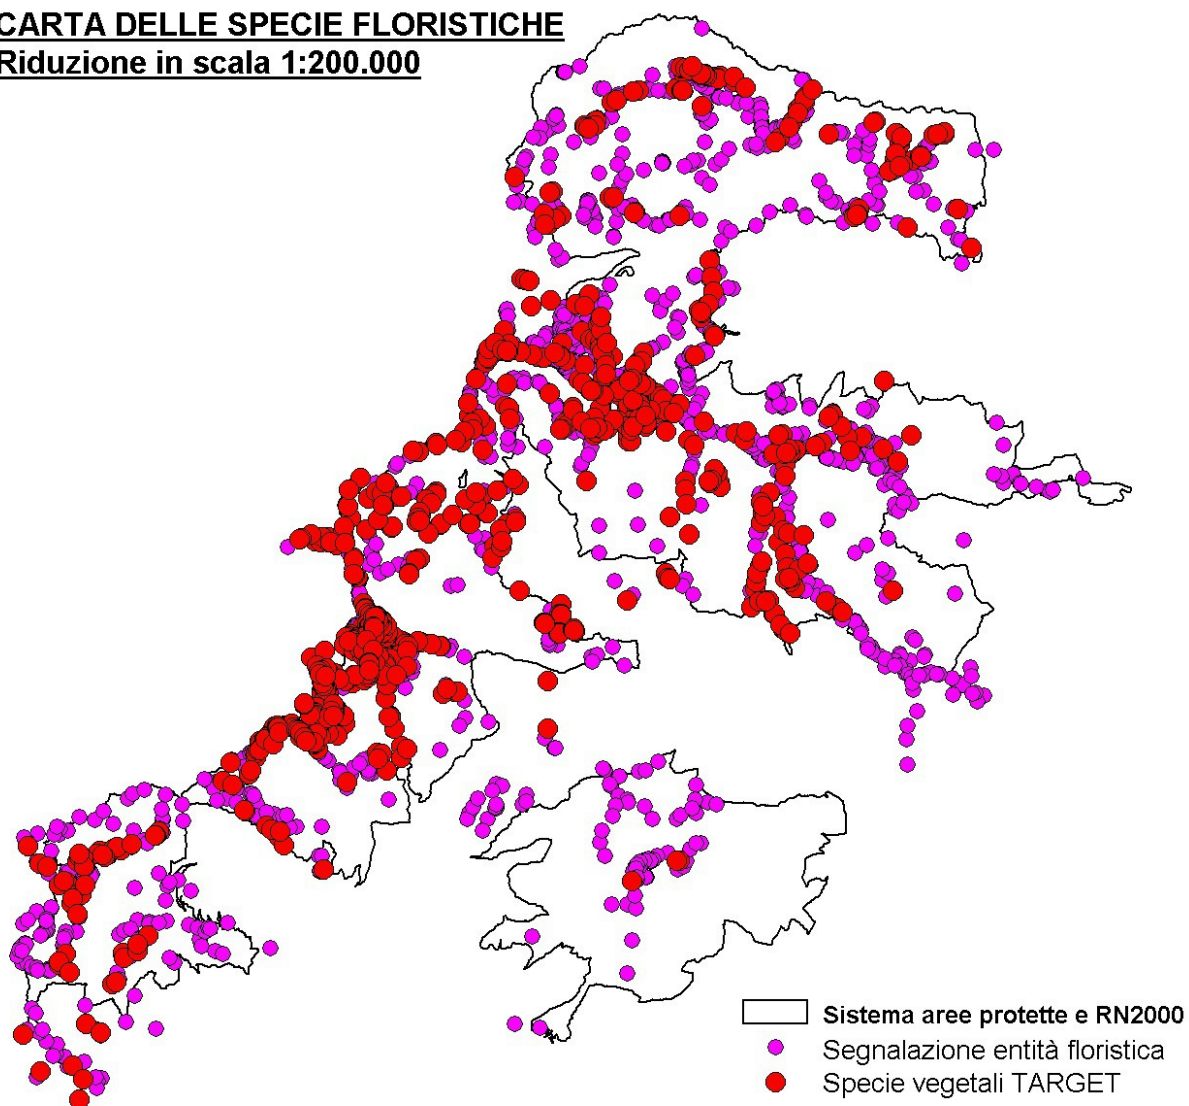 CARTA DELLE SPECIE FLORISTICHE
Riduzione in scala 1:200.000
Sistema aree protette e RN2000
Segnalazione entità floristica
Specie vegetali TARGET